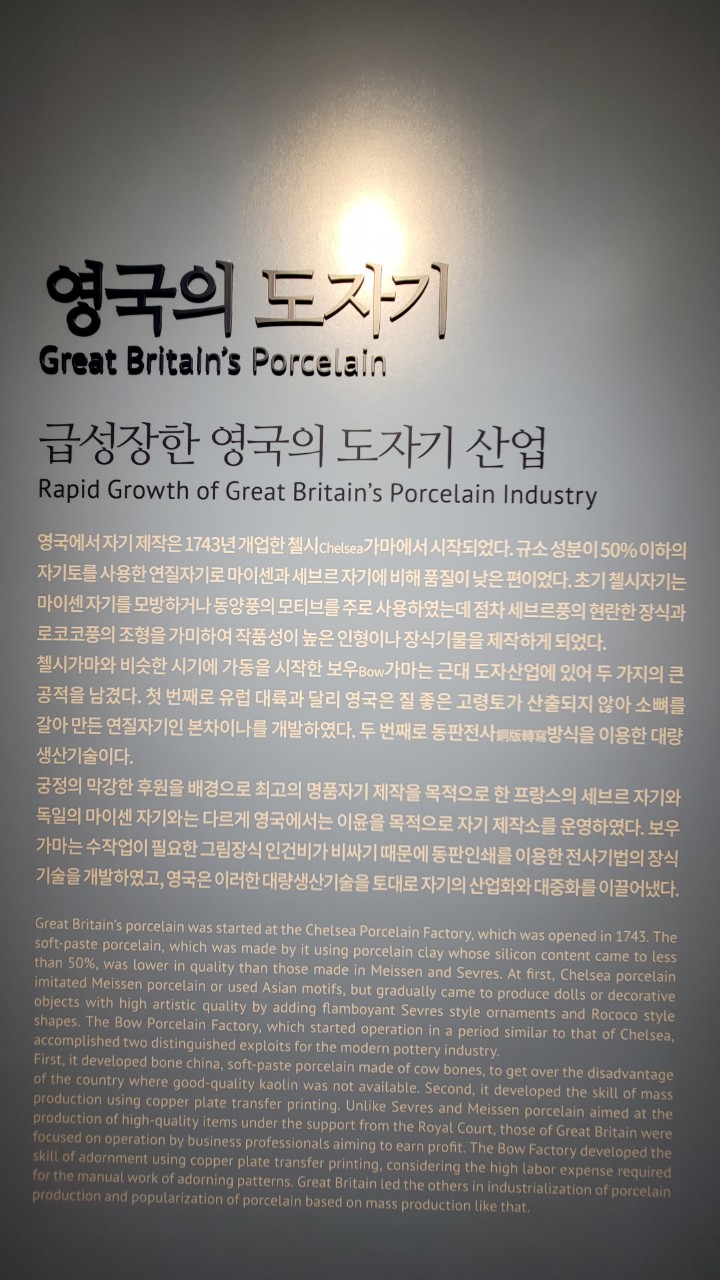 영국의 도자기
Great Britain's Porcelain
급성장한 영국의 도자기 산업
Rapid Growth of Great Britain's Porcelain Industry
영국에서 자기 제작은 1743년 개업한 첼시Chelsea가마에서 시작되었다. 규소 성분이 50% 이하의
자기토를 사용한 연질자기로 마이센과 세브르 자기에 비해 품질이 낮은 편이었다. 초기 첼시자기는
마이센 자기를 모방하거나 동양풍의 모티브를 주로 사용하였는데 점차 세브르풍의 현란한 장식과
로코코풍의 조형을 가미하여 작품성이 높은 인형이나 장식기물을 제작하게 되었다.
첼시가마와 비슷한 시기에 가동을 시작한 보우Bow가마는 근대 도자산업에 있어 두 가지의 큰
공적을 남겼다. 첫 번째로 유럽 대륙과 달리 영국은 질 좋은 고령토가 산출되지 않아 소뼈를
갈아 만든 연질자기인 본차이나를 개발하였다. 두 번째로 동판전사銅版轉寫방식을 이용한 대량
생산기술이다.
궁정의 막강한 후원을 배경으로 최고의 명품자기 제작을 목적으로 한 프랑스의 세브르 자기와
독일의 마이센 자기와는 다르게 영국에서는 이윤을 목적으로 자기 제작소를 운영하였다. 보우
가마는 수작업이 필요한 그림장식 인건비가 비싸기 때문에 동판인쇄를 이용한 전사기법의 장식
기술을 개발하였고, 영국은 이러한 대량생산기술을 토대로 자기의 산업화와 대중화를 이끌어냈다.
Great Britain's porcelain was started at the Chelsea Porcelain Factory, which was opened in 1743. The
soft-paste porcelain, which was made by it using porcelain clay whose silicon content came to less
than 50%, was lower in quality than those made in Meissen and Sevres. At first, Chelsea porcelain
imitated Meissen porcelain or used Asian motifs, but gradually came to produce dolls or decorative
objects with high artistic quality by adding flamboyant Sevres style ornaments and Rococo style
shapes. The Bow Porcelain Factory, which started operation in a period similar to that of Chelsea,
accomplished two distinguished exploits for the modern pottery industry.
First, it developed bone china, soft-paste porcelain made of cow bones, to get over the disadvantage
of the country where good-quality kaolin was not available. Second, it developed the skill of mass
production using copper plate transfer printing. Unlike Sevres and Meissen porcelain aimed at the
production of high-quality items under the support from the Royal Court, those of Great Britain were
focused on operation by business professionals aiming to earn profit. The Bow Factory developed the
skill of adornment using copper plate transfer printing, considering the high labor expense required
for the manual work of adorning patterns. Great Britain led the others in industrialization of porcelain
production and popularization of porcelain based on mass production like that.